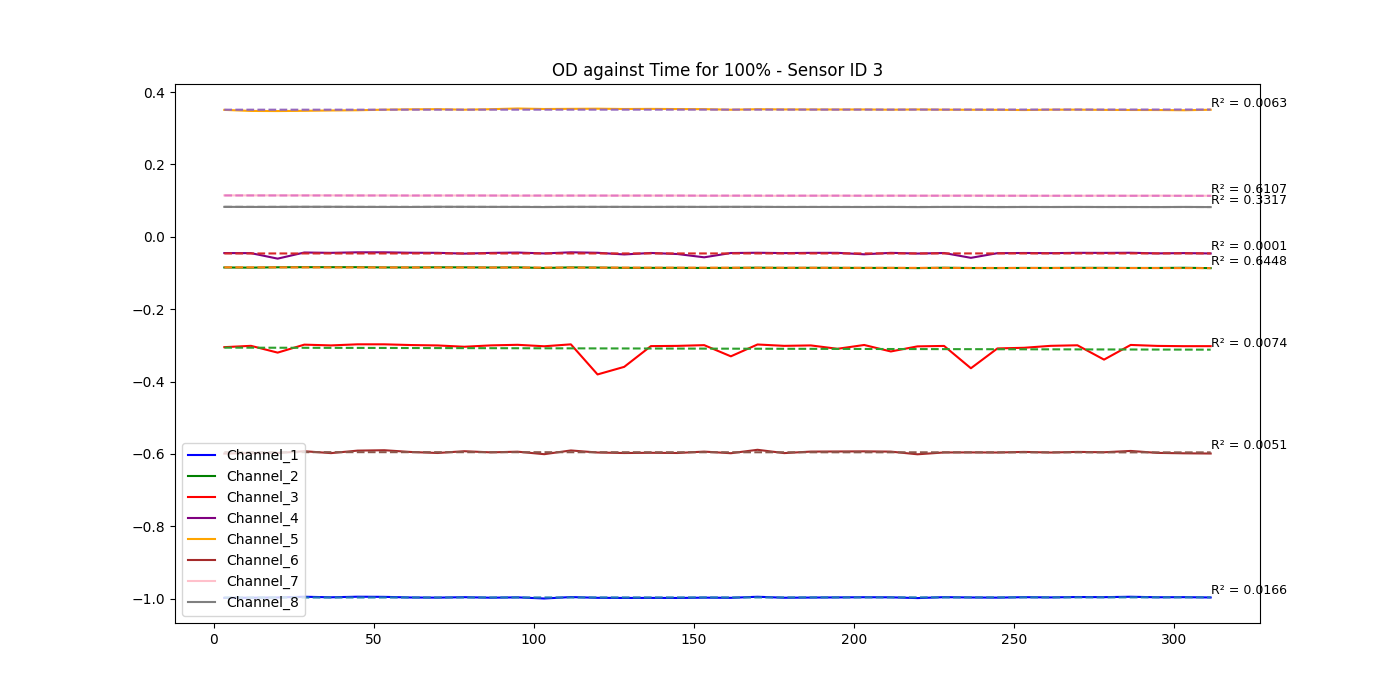 OD against Time for 100% - Sensor ID 3
0.4
0.2
0.0
−0.2
−0.4
−0.6
−0.8
−1.0
R² = 0.0063
R² = 0.6107
R² = 0.3317
R² = 0.0001
R² = 0.6448
R² = 0.0074
R² = 0.0051
R² = 0.0166
Channel_1
Channel_2
Channel_3
Channel_4
Channel_5
Channel_6
Channel_7
Channel_8
0 50 100 150 200 250 300